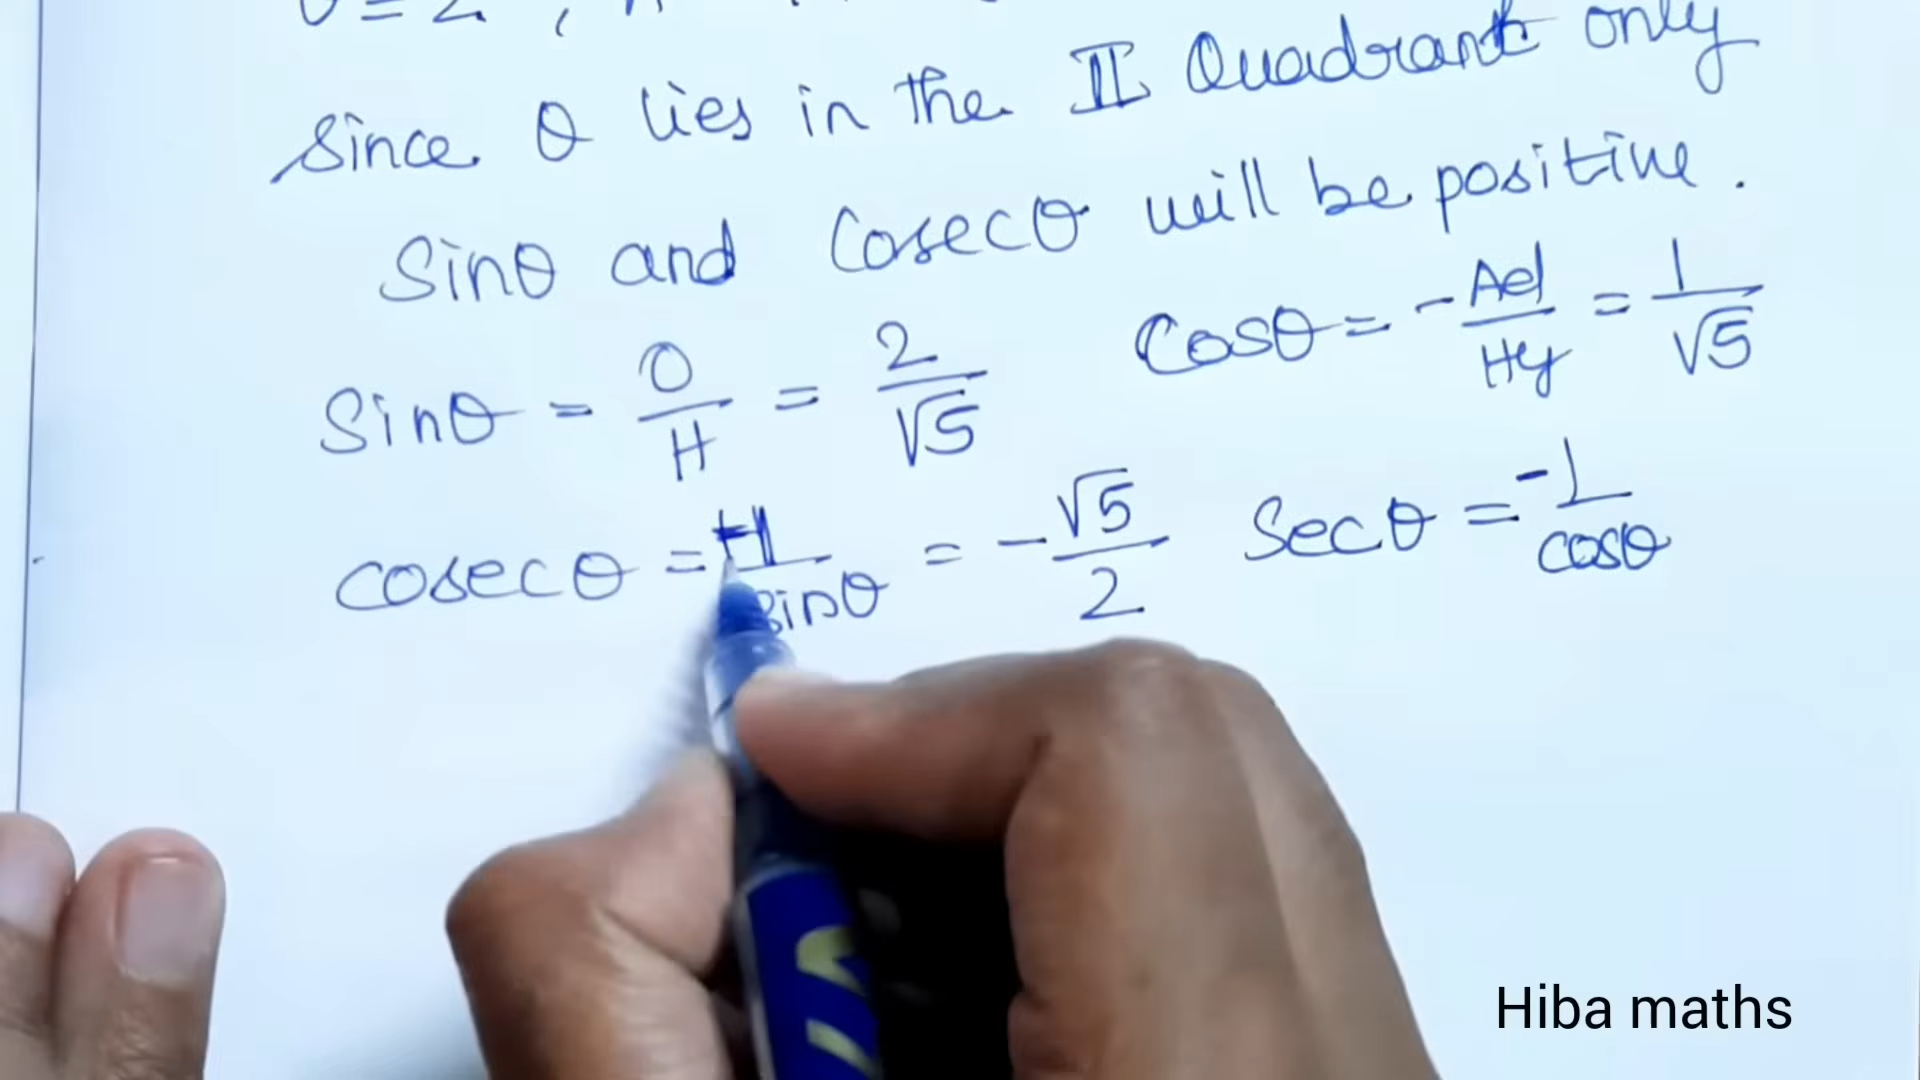 since θ lies in the II Quadrant only
Sinθ and Cosecθ will be positive.
Sinθ = O/H = 2/√5 Cosθ = -Ad/Hy = 1/√5
cosecθ = +1/sinθ = -√5/2 Secθ = -1/cosθ
Hiba maths